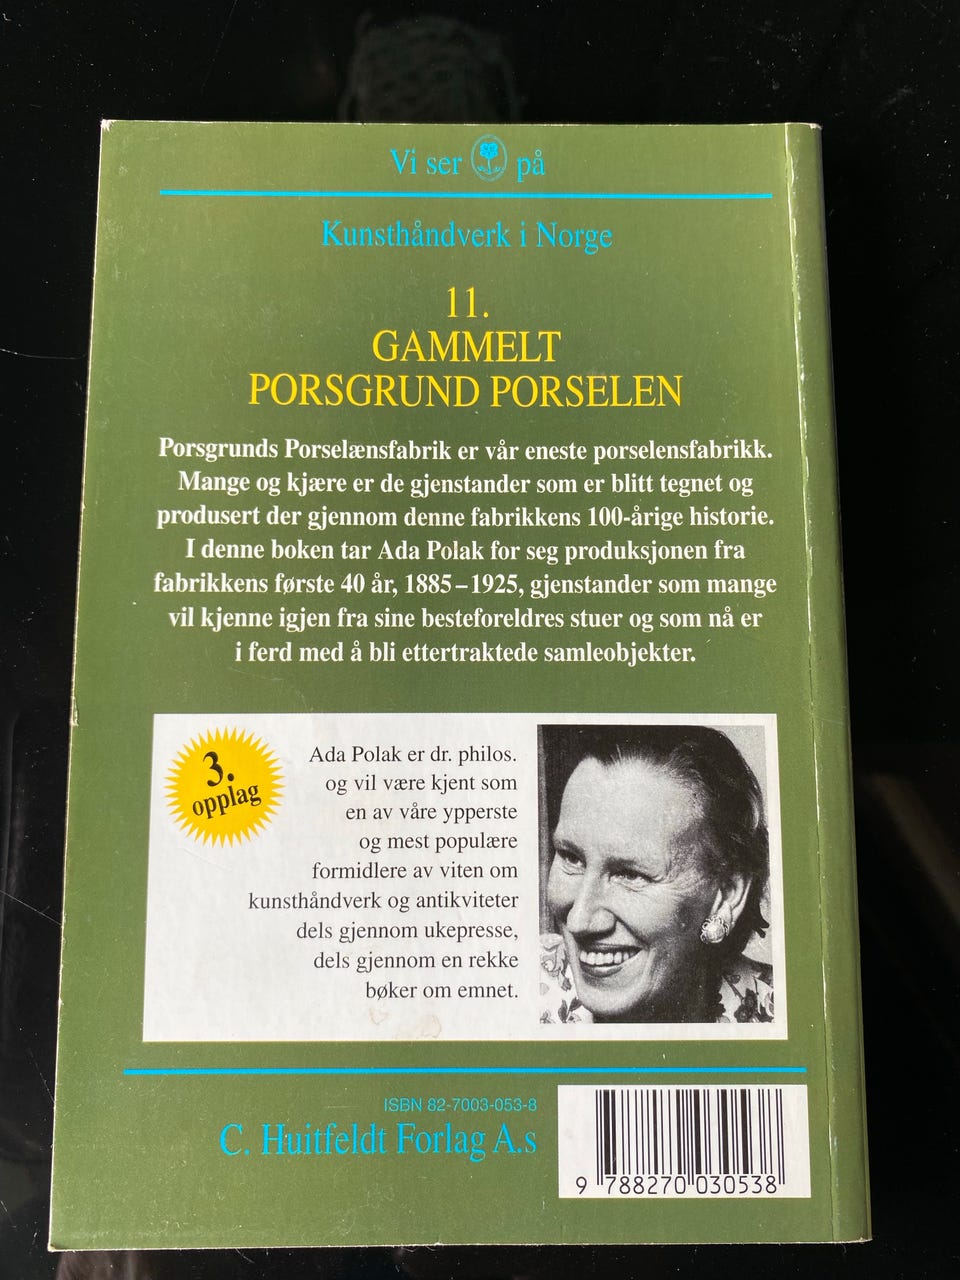 Vi ser på
Kunsthåndverk i Norge
11.
GAMMELT
PORSGRUND PORSELEN
Porsgrunds Porselænsfabrik er vår eneste porselensfabrikk.
Mange og kjære er de gjenstander som er blitt tegnet og
produsert der gjennom denne fabrikkens 100-årige historie.
I denne boken tar Ada Polak for seg produksjonen fra
fabrikkens første 40 år, 1885–1925, gjenstander som mange
vil kjenne igjen fra sine besteforeldres stuer og som nå er
i ferd med å bli ettertraktede samleobjekter.
3.
opplag
Ada Polak er dr. philos.
og vil være kjent som
en av våre ypperste
og mest populære
formidlere av viten om
kunsthåndverk og antikviteter
dels gjennom ukepresse,
dels gjennom en rekke
bøker om emnet.
ISBN 82-7003-053-8
C. Huitfeldt Forlag A.s
9 788270 030538